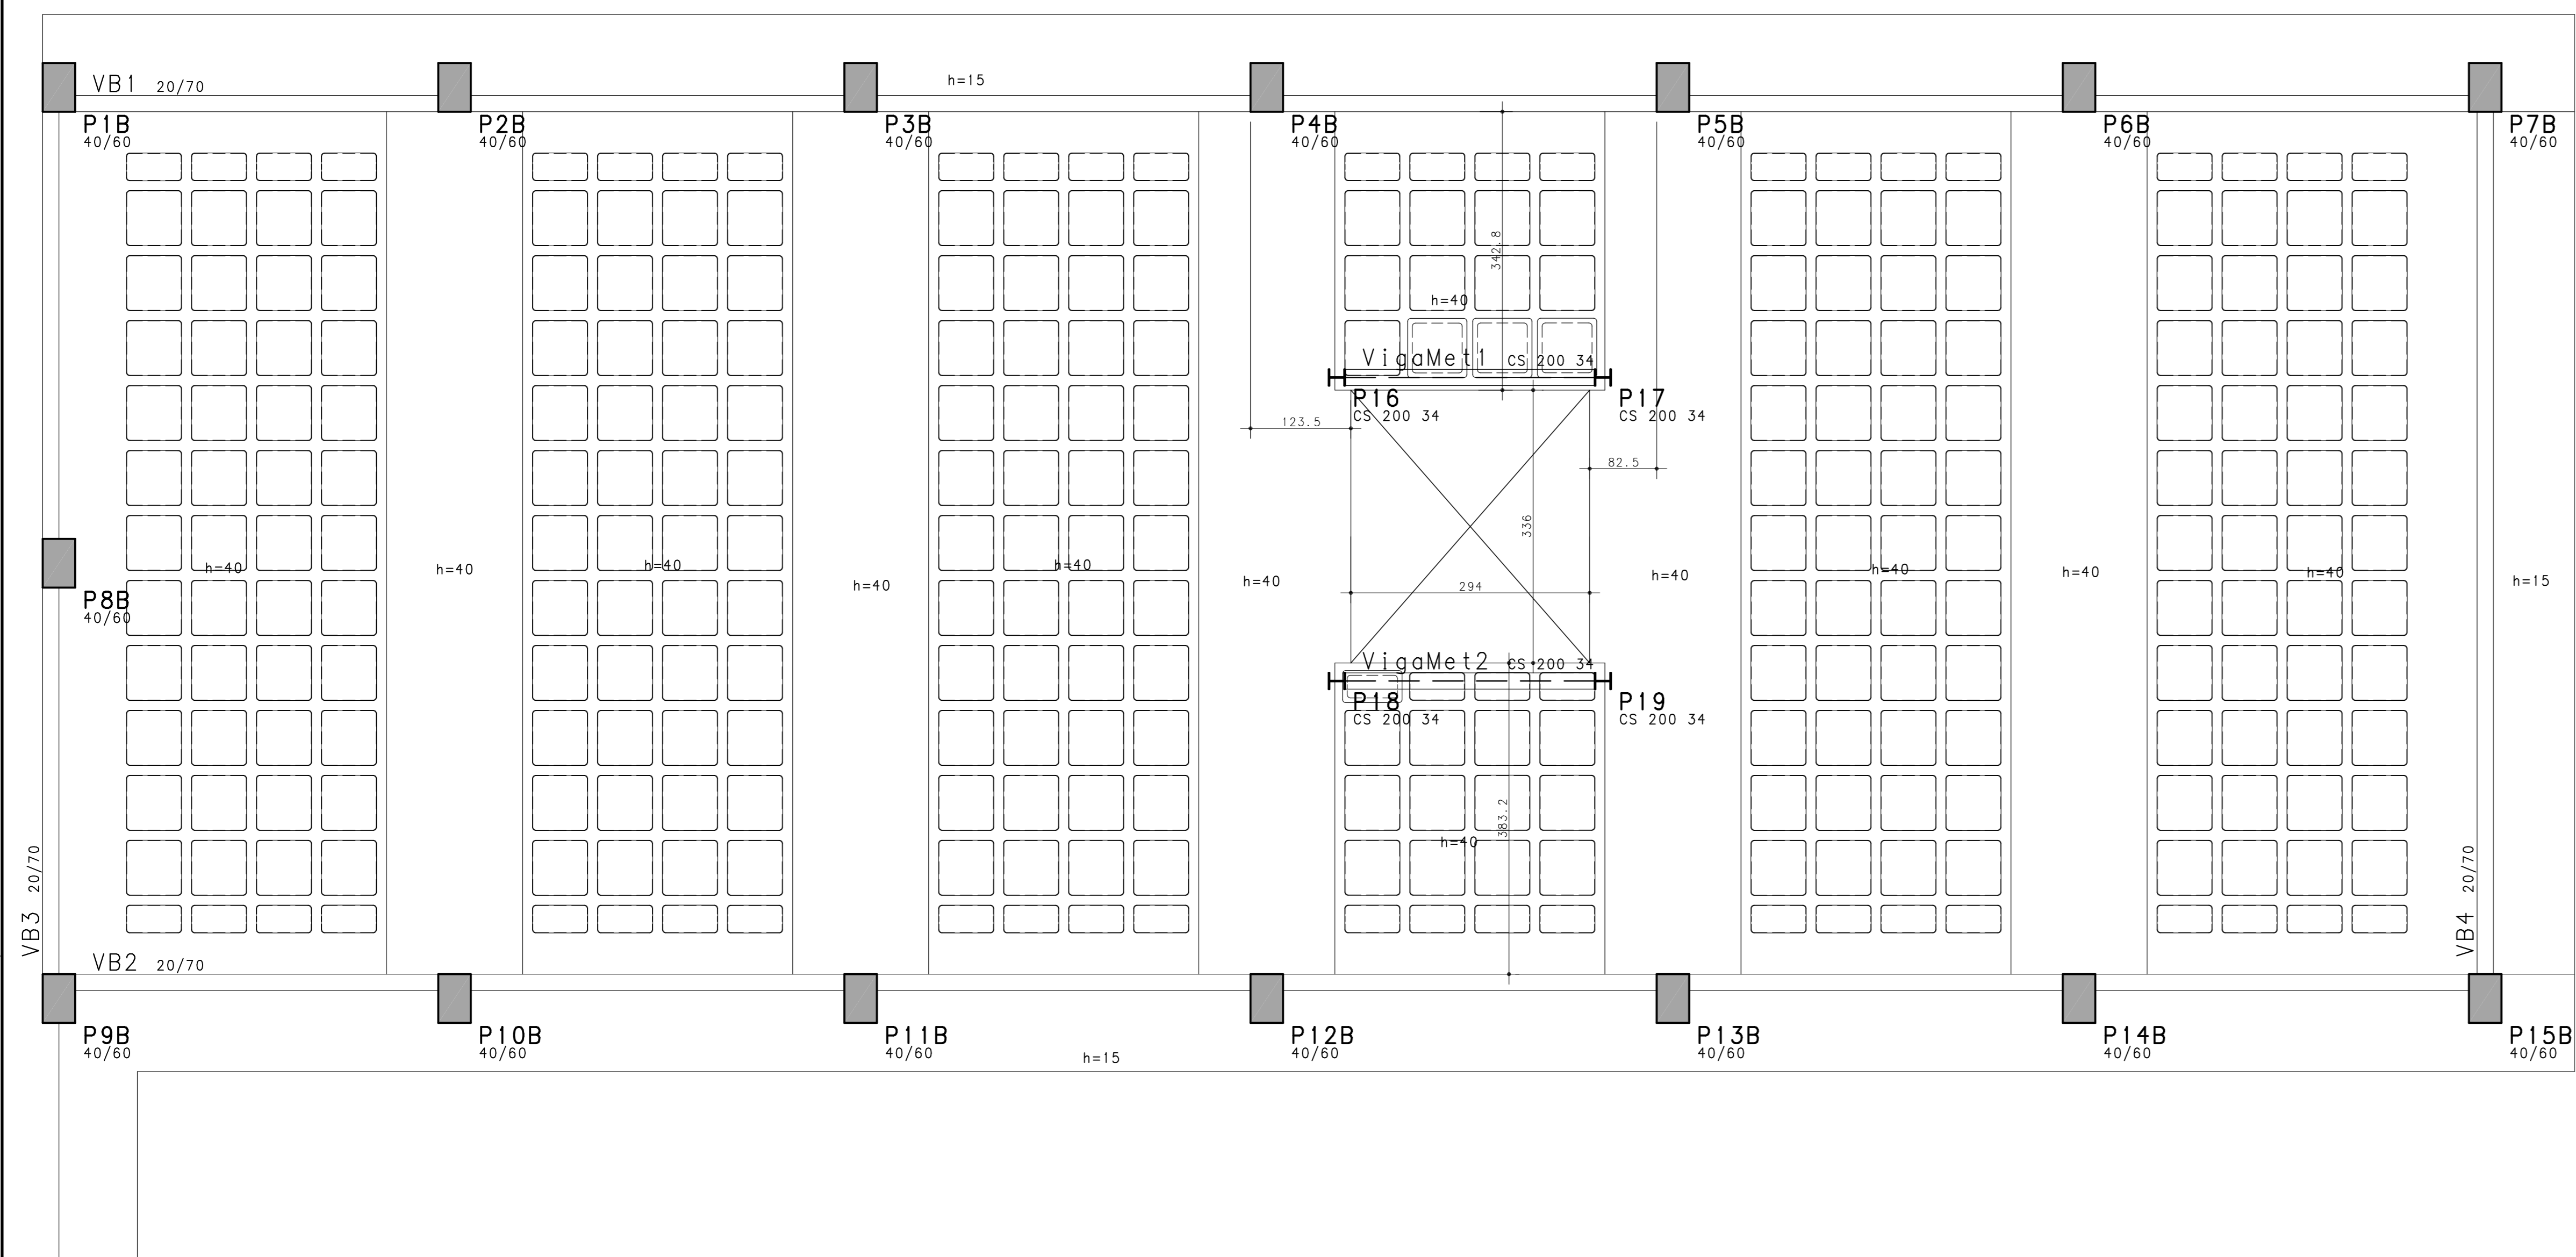 VB1 20/70
h=15
P1B
40/60
P2B
40/60
P3B
40/60
P4B
40/60
P5B
40/60
P6B
40/60
P7B
40/60
342.8
h=40
VigaMet1 CS 200 34
P16
CS 200 34
P17
CS 200 34
123.5
82.5
336
294
P8B
40/60
h=40
h=40
h=40
h=40
h=40
h=40
h=40
h=40
h=40
h=40
h=15
VigaMet2 CS 200 34
P18
CS 200 34
P19
CS 200 34
383.2
h=40
VB3 20/70
VB4 20/70
VB2 20/70
P9B
40/60
P10B
40/60
P11B
40/60
P12B
40/60
P13B
40/60
P14B
40/60
P15B
40/60
h=15